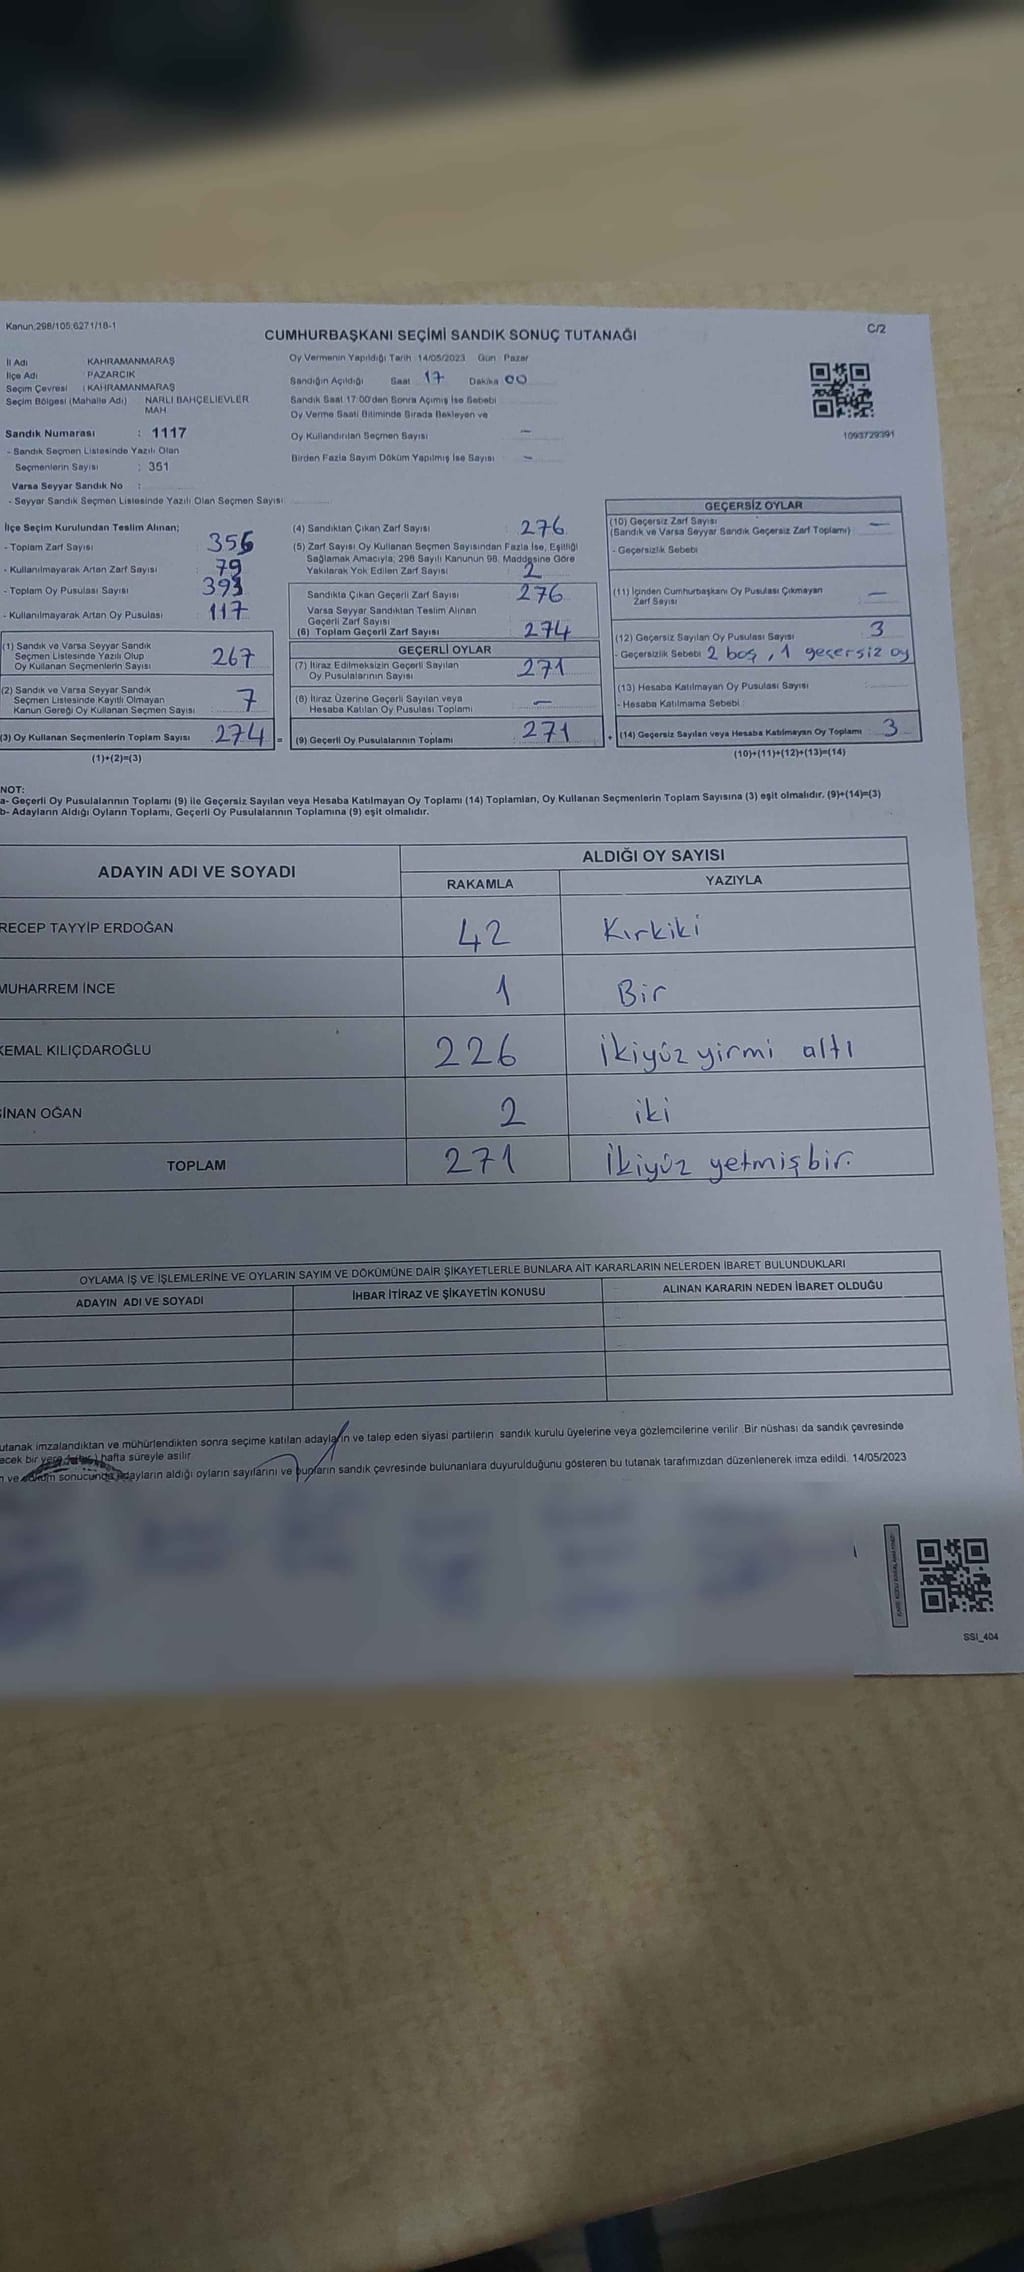 Kanun:298/105;6271/18-1
C/2
CUMHURBAŞKANI SEÇİMİ SANDIK SONUÇ TUTANAĞI
İl Adı KAHRAMANMARAŞ
İlçe Adı : PAZARCIK
Seçim Çevresi : KAHRAMANMARAŞ
Seçim Bölgesi (Mahalle Adı) NARLI BAHÇELİEVLER
MAH
Sandık Numarası : 1117
- Sandık Seçmen Listesinde Yazılı Olan
Seçmenlerin Sayısı : 351
Varsa Seyyar Sandık No :
- Seyyar Sandık Seçmen Listesinde Yazılı Olan Seçmen Sayısı
Oy Vermenin Yapıldığı Tarih 14/05/2023 Gün : Pazar
Sandığın Açıldığı Saat 17 Dakika 00
Sandık Saat 17:00'den Sonra Açımış İse Sebebi
Oy Verme Saati Bitiminde Sırada Bekleyen ve
Oy Kullandırılan Seçmen Sayısı —
Birden Fazla Sayım Döküm Yapılmış İse Sayısı —
1093729391
İlçe Seçim Kurulundan Teslim Alınan;
- Toplam Zarf Sayısı 356
- Kullanılmayarak Artan Zarf Sayısı 79
- Toplam Oy Pusulası Sayısı 393
- Kullanılmayarak Artan Oy Pusulası 117
(1) Sandık ve Varsa Seyyar Sandık
Seçmen Listesinde Yazılı Olup
Oy Kullanan Seçmenlerin Sayısı 267
(2) Sandık ve Varsa Seyyar Sandık
Seçmen Listesinde Kayıtlı Olmayan
Kanun Gereği Oy Kullanan Seçmen Sayısı 7
(3) Oy Kullanan Seçmenlerin Toplam Sayısı 274 =
(1)+(2)=(3)
(4) Sandıktan Çıkan Zarf Sayısı 276
(5) Zarf Sayısı Oy Kullanan Seçmen Sayısından Fazla İse, Eşitliği
Sağlamak Amacıyla, 298 Sayılı Kanunun 98. Maddesine Göre
Yakılarak Yok Edilen Zarf Sayısı 2
Sandıkta Çıkan Geçerli Zarf Sayısı 276
Varsa Seyyar Sandıktan Teslim Alınan
Geçerli Zarf Sayısı
(6) Toplam Geçerli Zarf Sayısı 274
GEÇERLİ OYLAR
(7) İtiraz Edilmeksizin Geçerli Sayılan
Oy Pusulalarının Sayısı 271
(8) İtiraz Üzerine Geçerli Sayılan veya
Hesaba Katılan Oy Pusulası Toplamı —
(9) Geçerli Oy Pusulalarının Toplamı 271 +
GEÇERSİZ OYLAR
(10) Geçersiz Zarf Sayısı
(Sandık ve Varsa Seyyar Sandık Geçersiz Zarf Toplamı) —
- Geçersizlik Sebebi
(11) İçinden Cumhurbaşkanı Oy Pusulası Çıkmayan
Zarf Sayısı —
(12) Geçersiz Sayılan Oy Pusulası Sayısı 3
- Geçersizlik Sebebi 2 boş , 1 geçersiz oy
(13) Hesaba Katılmayan Oy Pusulası Sayısı
- Hesaba Katılmama Sebebi
(14) Geçersiz Sayılan veya Hesaba Katılmayan Oy Toplamı 3
(10)+(11)+(12)+(13)=(14)
NOT:
a- Geçerli Oy Pusulalarının Toplamı (9) ile Geçersiz Sayılan veya Hesaba Katılmayan Oy Toplamı (14) Toplamları, Oy Kullanan Seçmenlerin Toplam Sayısına (3) eşit olmalıdır. (9)+(14)=(3)
b- Adayların Aldığı Oyların Toplamı, Geçerli Oy Pusulalarının Toplamına (9) eşit olmalıdır.
ADAYIN ADI VE SOYADI
ALDIĞI OY SAYISI
RAKAMLA YAZIYLA
RECEP TAYYİP ERDOĞAN 42 Kırkiki
MUHARREM İNCE 1 Bir
KEMAL KILIÇDAROĞLU 226 İkiyüz yirmi altı
SİNAN OĞAN 2 iki
TOPLAM 271 İkiyüz yetmişbir.
OYLAMA İŞ VE İŞLEMLERİNE VE OYLARIN SAYIM VE DÖKÜMÜNE DAİR ŞİKAYETLERLE BUNLARA AİT KARARLARIN NELERDEN İBARET BULUNDUKLARI
ADAYIN ADI VE SOYADI İHBAR İTİRAZ VE ŞİKAYETİN KONUSU ALINAN KARARIN NEDEN İBARET OLDUĞU
utanak imzalandıktan ve mühürlendikten sonra seçime katılan adayların ve talep eden siyasi partilerin sandık kurulu üyelerine veya gözlemcilerine verilir. Bir nüshası da sandık çevresinde
ecek bir yere hafta süreyle asılır
n ve sonucunda adayların aldığı oyların sayılarını ve bunların sandık çevresinde bulunanlara duyurulduğunu gösteren bu tutanak tarafımızdan düzenlenerek imza edildi. 14/05/2023
SSI_404